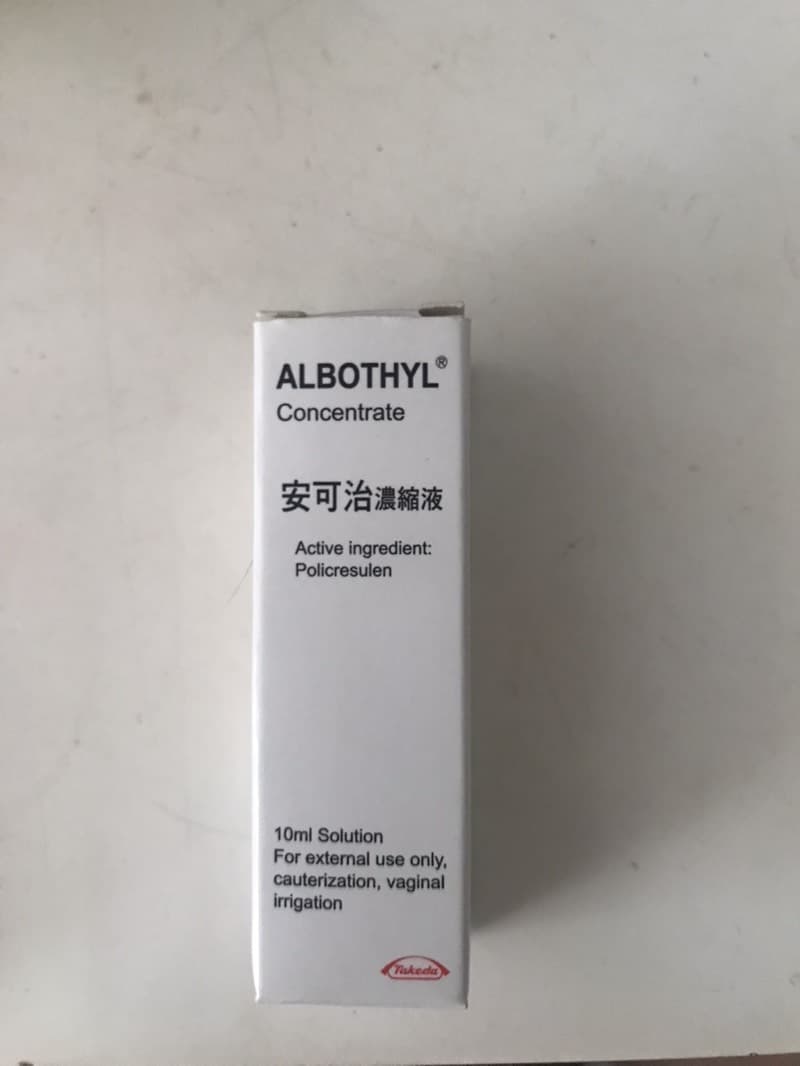 ALBOTHYL®
Concentrate
安可治濃縮液
Active ingredient:
Policresulen
10ml Solution
For external use only,
cauterization, vaginal
irrigation
Takeda